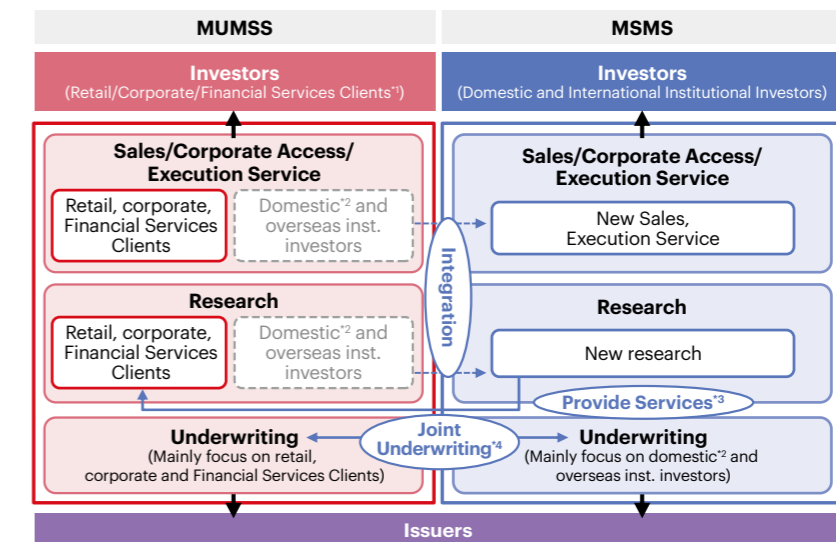 MUMSS
MSMS
Investors
(Retail/Corporate/Financial Services Clients*1)
Investors
(Domestic and International Institutional Investors)
Sales/Corporate Access/
Execution Service
Retail, corporate,
Financial Services
Clients
Domestic*2 and
overseas inst.
investors
Sales/Corporate Access/
Execution Service
New Sales,
Execution Service
Integration
Research
Retail, corporate,
Financial Services
Clients
Domestic*2 and
overseas inst.
investors
Research
New research
Provide Services*3
Underwriting
(Mainly focus on retail,
corporate and Financial Services Clients)
Joint
Underwriting*4
Underwriting
(Mainly focus on domestic*2 and
overseas inst. investors)
Issuers